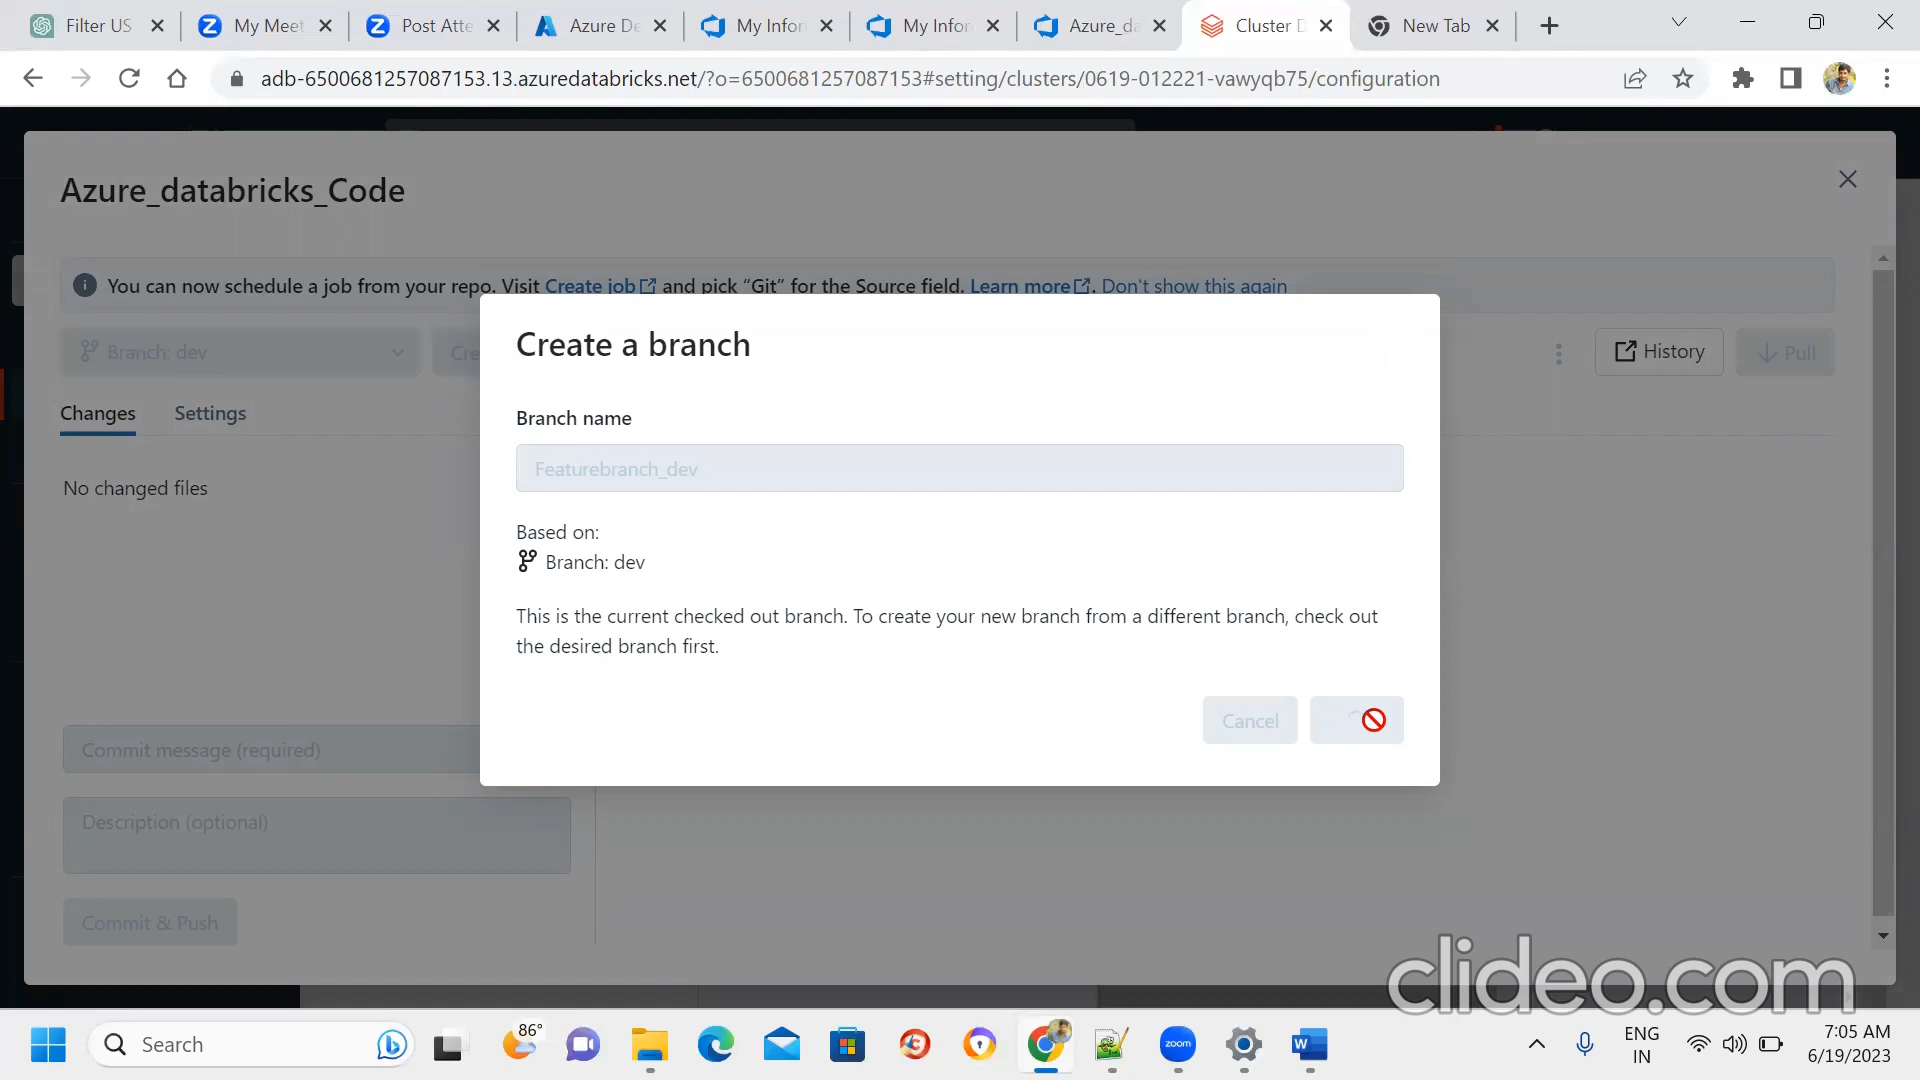 Filter US
My Meet
Post Atte
Azure De
My Infor
My Infor
Azure_da
Cluster D
New Tab
adb-6500681257087153.13.azuredatabricks.net/?o=6500681257087153#setting/clusters/0619-012221-vawyqb75/configuration
Azure_databricks_Code
You can now schedule a job from your repo. Visit Create job and pick “Git” for the Source field. Learn more. Don't show this again
Branch: dev
Cre
History
Pull
Changes
Settings
No changed files
Create a branch
Branch name
Featurebranch_dev
Based on:
Branch: dev
This is the current checked out branch. To create your new branch from a different branch, check out
the desired branch first.
Cancel
Commit message (required)
Description (optional)
Commit & Push
clideo.com
Search
86°
zoom
ENG
IN
7:05 AM
6/19/2023